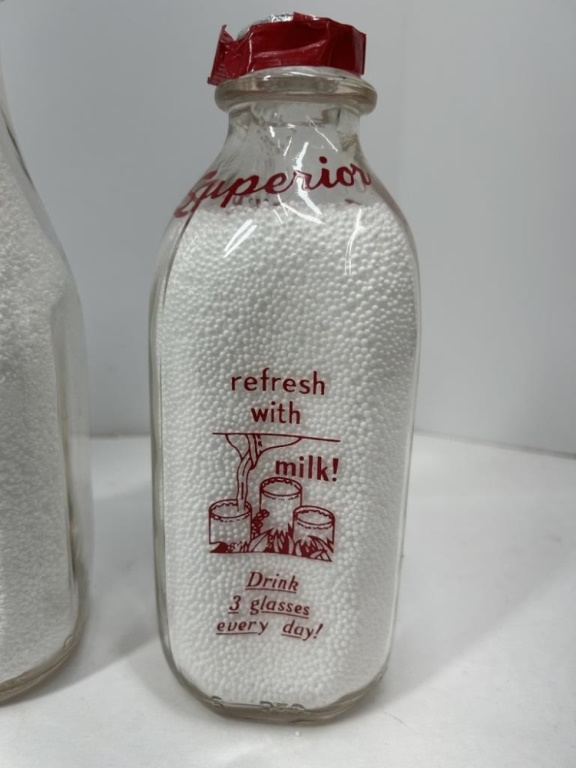 Superior
refresh
with
milk!
Drink
3 glasses
every day!